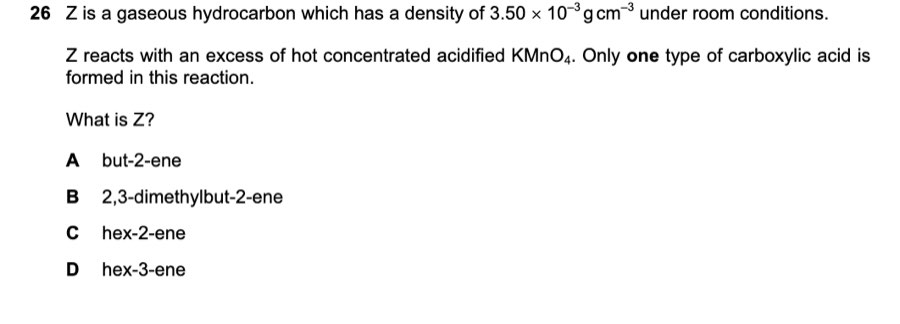 26 Z is a gaseous hydrocarbon which has a density of 3.50 × 10⁻³ g cm⁻³ under room conditions.
Z reacts with an excess of hot concentrated acidified KMnO₄. Only one type of carboxylic acid is
formed in this reaction.
What is Z?
A but-2-ene
B 2,3-dimethylbut-2-ene
C hex-2-ene
D hex-3-ene